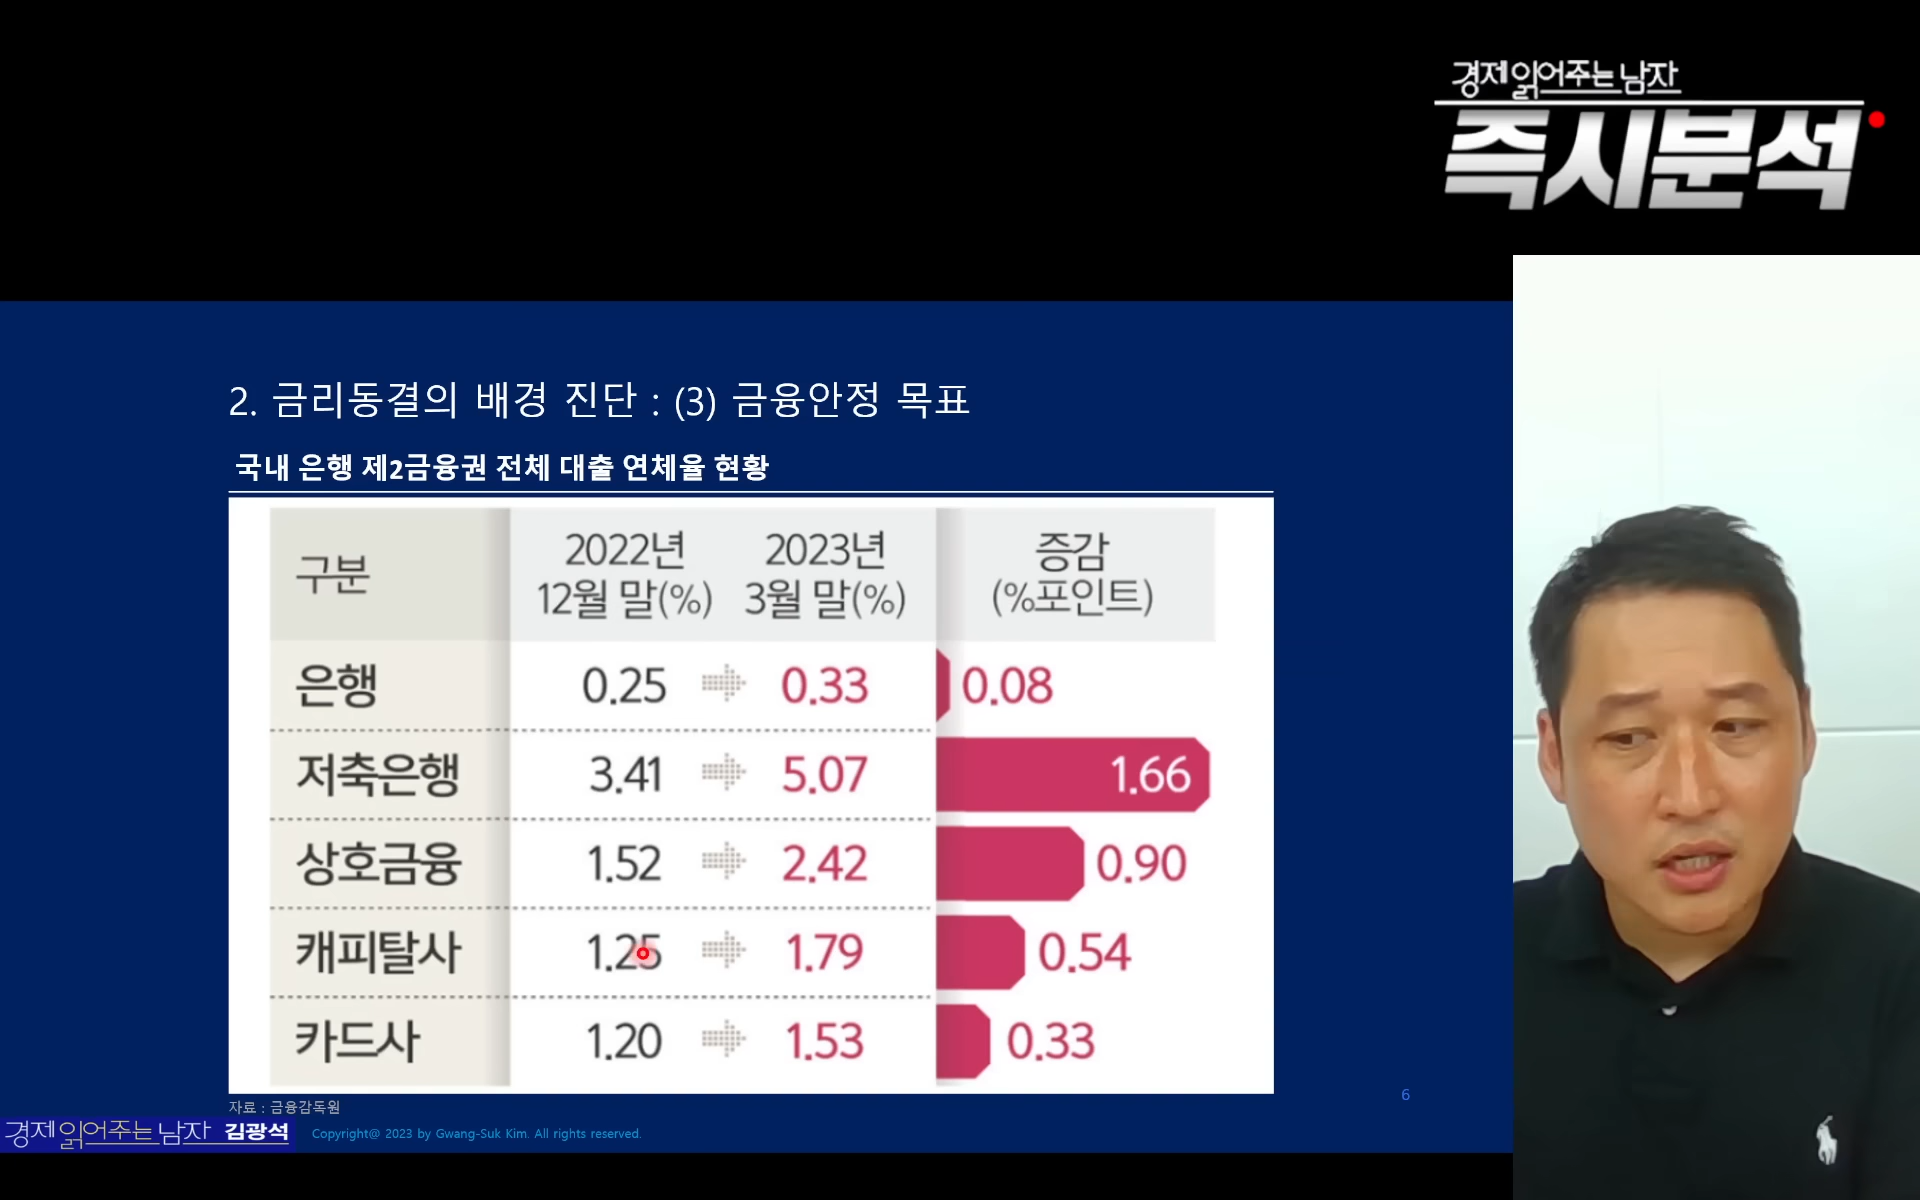 경제읽어주는남자
즉시분석
2. 금리동결의 배경 진단 : (3) 금융안정 목표
국내 은행 제2금융권 전체 대출 연체율 현황
구분 2022년 12월 말(%) 2023년 3월 말(%) 증감 (%포인트)
은행 0.25 0.33 0.08
저축은행 3.41 5.07 1.66
상호금융 1.52 2.42 0.90
캐피탈사 1.25 1.79 0.54
카드사 1.20 1.53 0.33
자료 : 금융감독원
6
경제읽어주는남자 김광석 Copyright@ 2023 by Gwang-Suk Kim. All rights reserved.